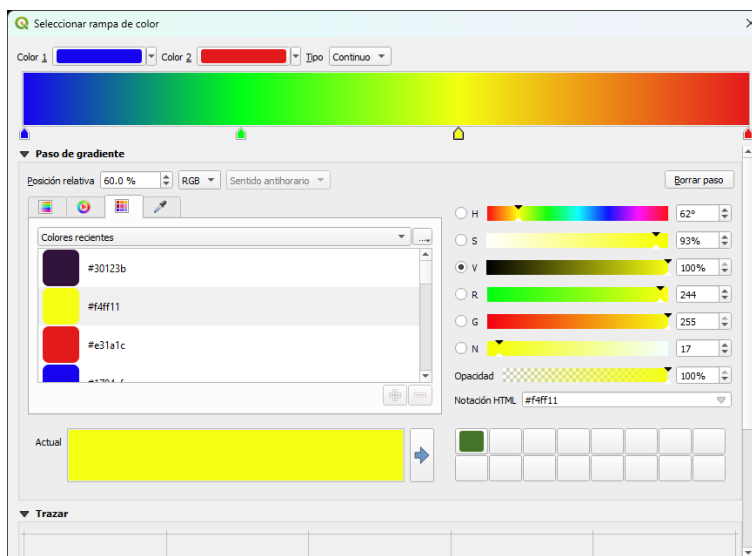 Seleccionar rampa de color
Color 1 Color 2 Tipo Continuo
Paso de gradiente
Posición relativa 60.0 % RGB Sentido antihorario Borrar paso
Colores recientes ...
#30123b
#f4ff11
#e31a1c
H 62°
S 93%
V 100%
R 244
G 255
N 17
Opacidad 100%
Notación HTML #f4ff11
Actual
Trazar